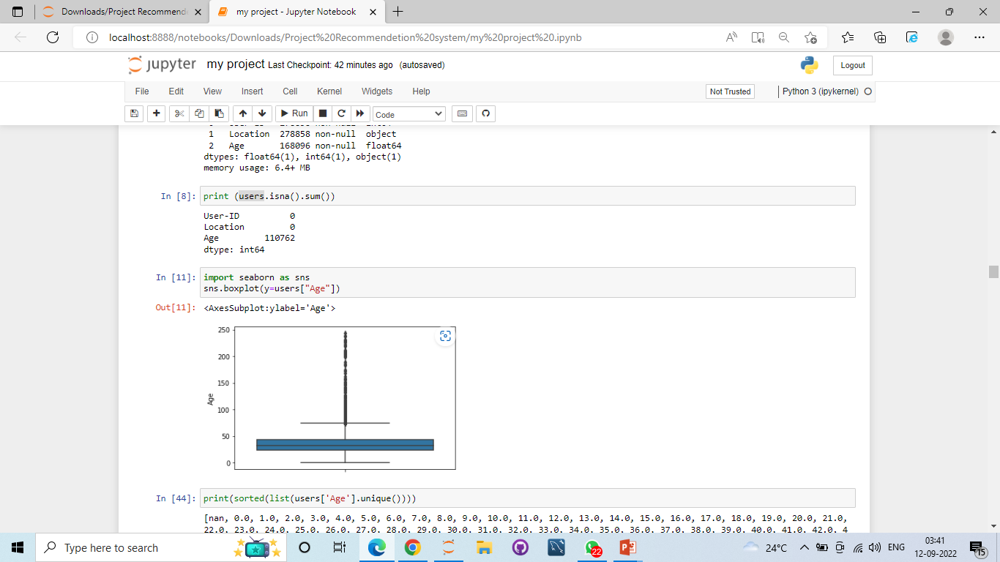 Downloads/Project Recommende
my project - Jupyter Notebook
localhost:8888/notebooks/Downloads/Project%20Recommendetion%20system/my%20project%20.ipynb
jupyter my project Last Checkpoint: 42 minutes ago (autosaved)
Logout
File Edit View Insert Cell Kernel Widgets Help
Not Trusted
Python 3 (ipykernel)
Run
Code
1 Location 278858 non-null object
2 Age 168096 non-null float64
dtypes: float64(1), int64(1), object(1)
memory usage: 6.4+ MB
In [8]: print (users.isna().sum())
User-ID 0
Location 0
Age 110762
dtype: int64
In [11]: import seaborn as sns
sns.boxplot(y=users["Age"])
Out[11]: <AxesSubplot:ylabel='Age'>
250
200
150
Age
100
50
0
In [44]: print(sorted(list(users['Age'].unique())))
[nan, 0.0, 1.0, 2.0, 3.0, 4.0, 5.0, 6.0, 7.0, 8.0, 9.0, 10.0, 11.0, 12.0, 13.0, 14.0, 15.0, 16.0, 17.0, 18.0, 19.0, 20.0, 21.0,
22.0, 23.0, 24.0, 25.0, 26.0, 27.0, 28.0, 29.0, 30.0, 31.0, 32.0, 33.0, 34.0, 35.0, 36.0, 37.0, 38.0, 39.0, 40.0, 41.0, 42.0, 4
Type here to search
22
24°C
ENG
03:41
12-09-2022
15